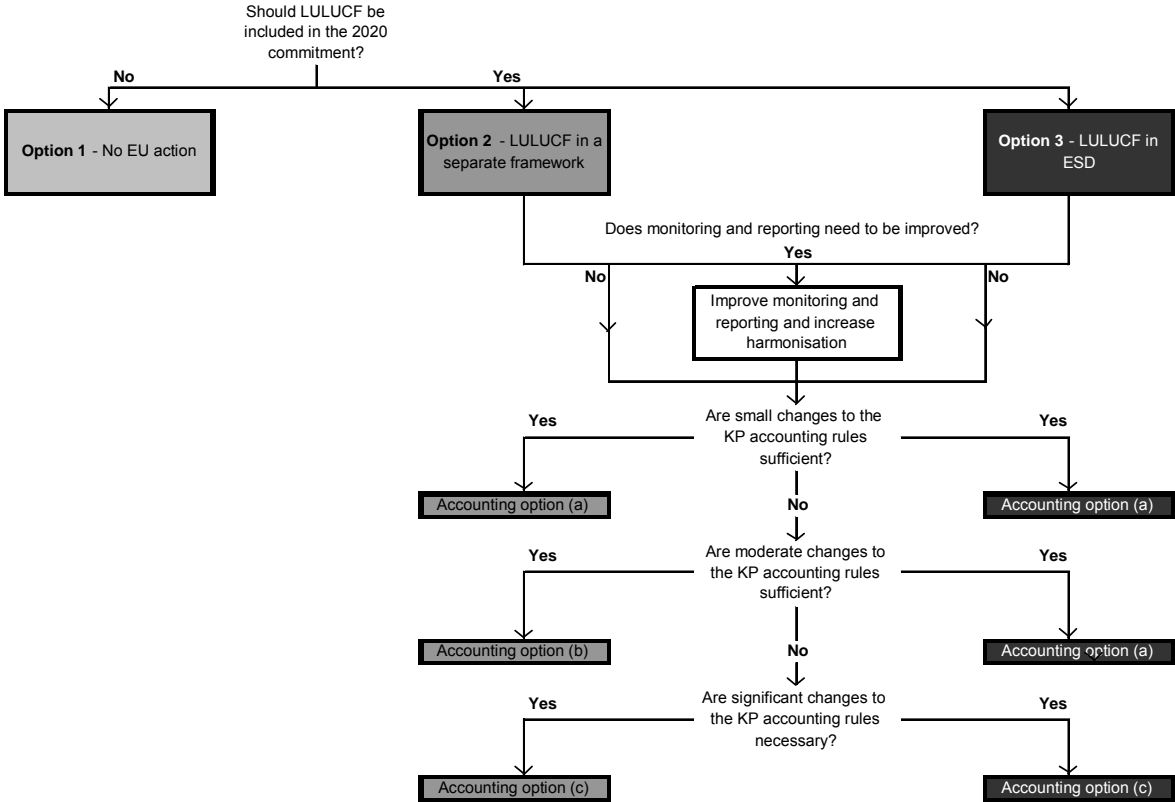 Should LULUCF be
included in the 2020
commitment?
No
Yes
Option 1 - No EU action
Option 2 - LULUCF in a
separate framework
Option 3 - LULUCF in
ESD
Does monitoring and reporting need to be improved?
Yes
No
No
Improve monitoring and
reporting and increase
harmonisation
Are small changes to the
KP accounting rules
sufficient?
Yes
Yes
Accounting option (a)
No
Accounting option (a)
Are moderate changes to
the KP accounting rules
sufficient?
Yes
Yes
Accounting option (b)
No
Accounting option (a)
Are significant changes to
the KP accounting rules
necessary?
Yes
Yes
Accounting option (c)
Accounting option (c)